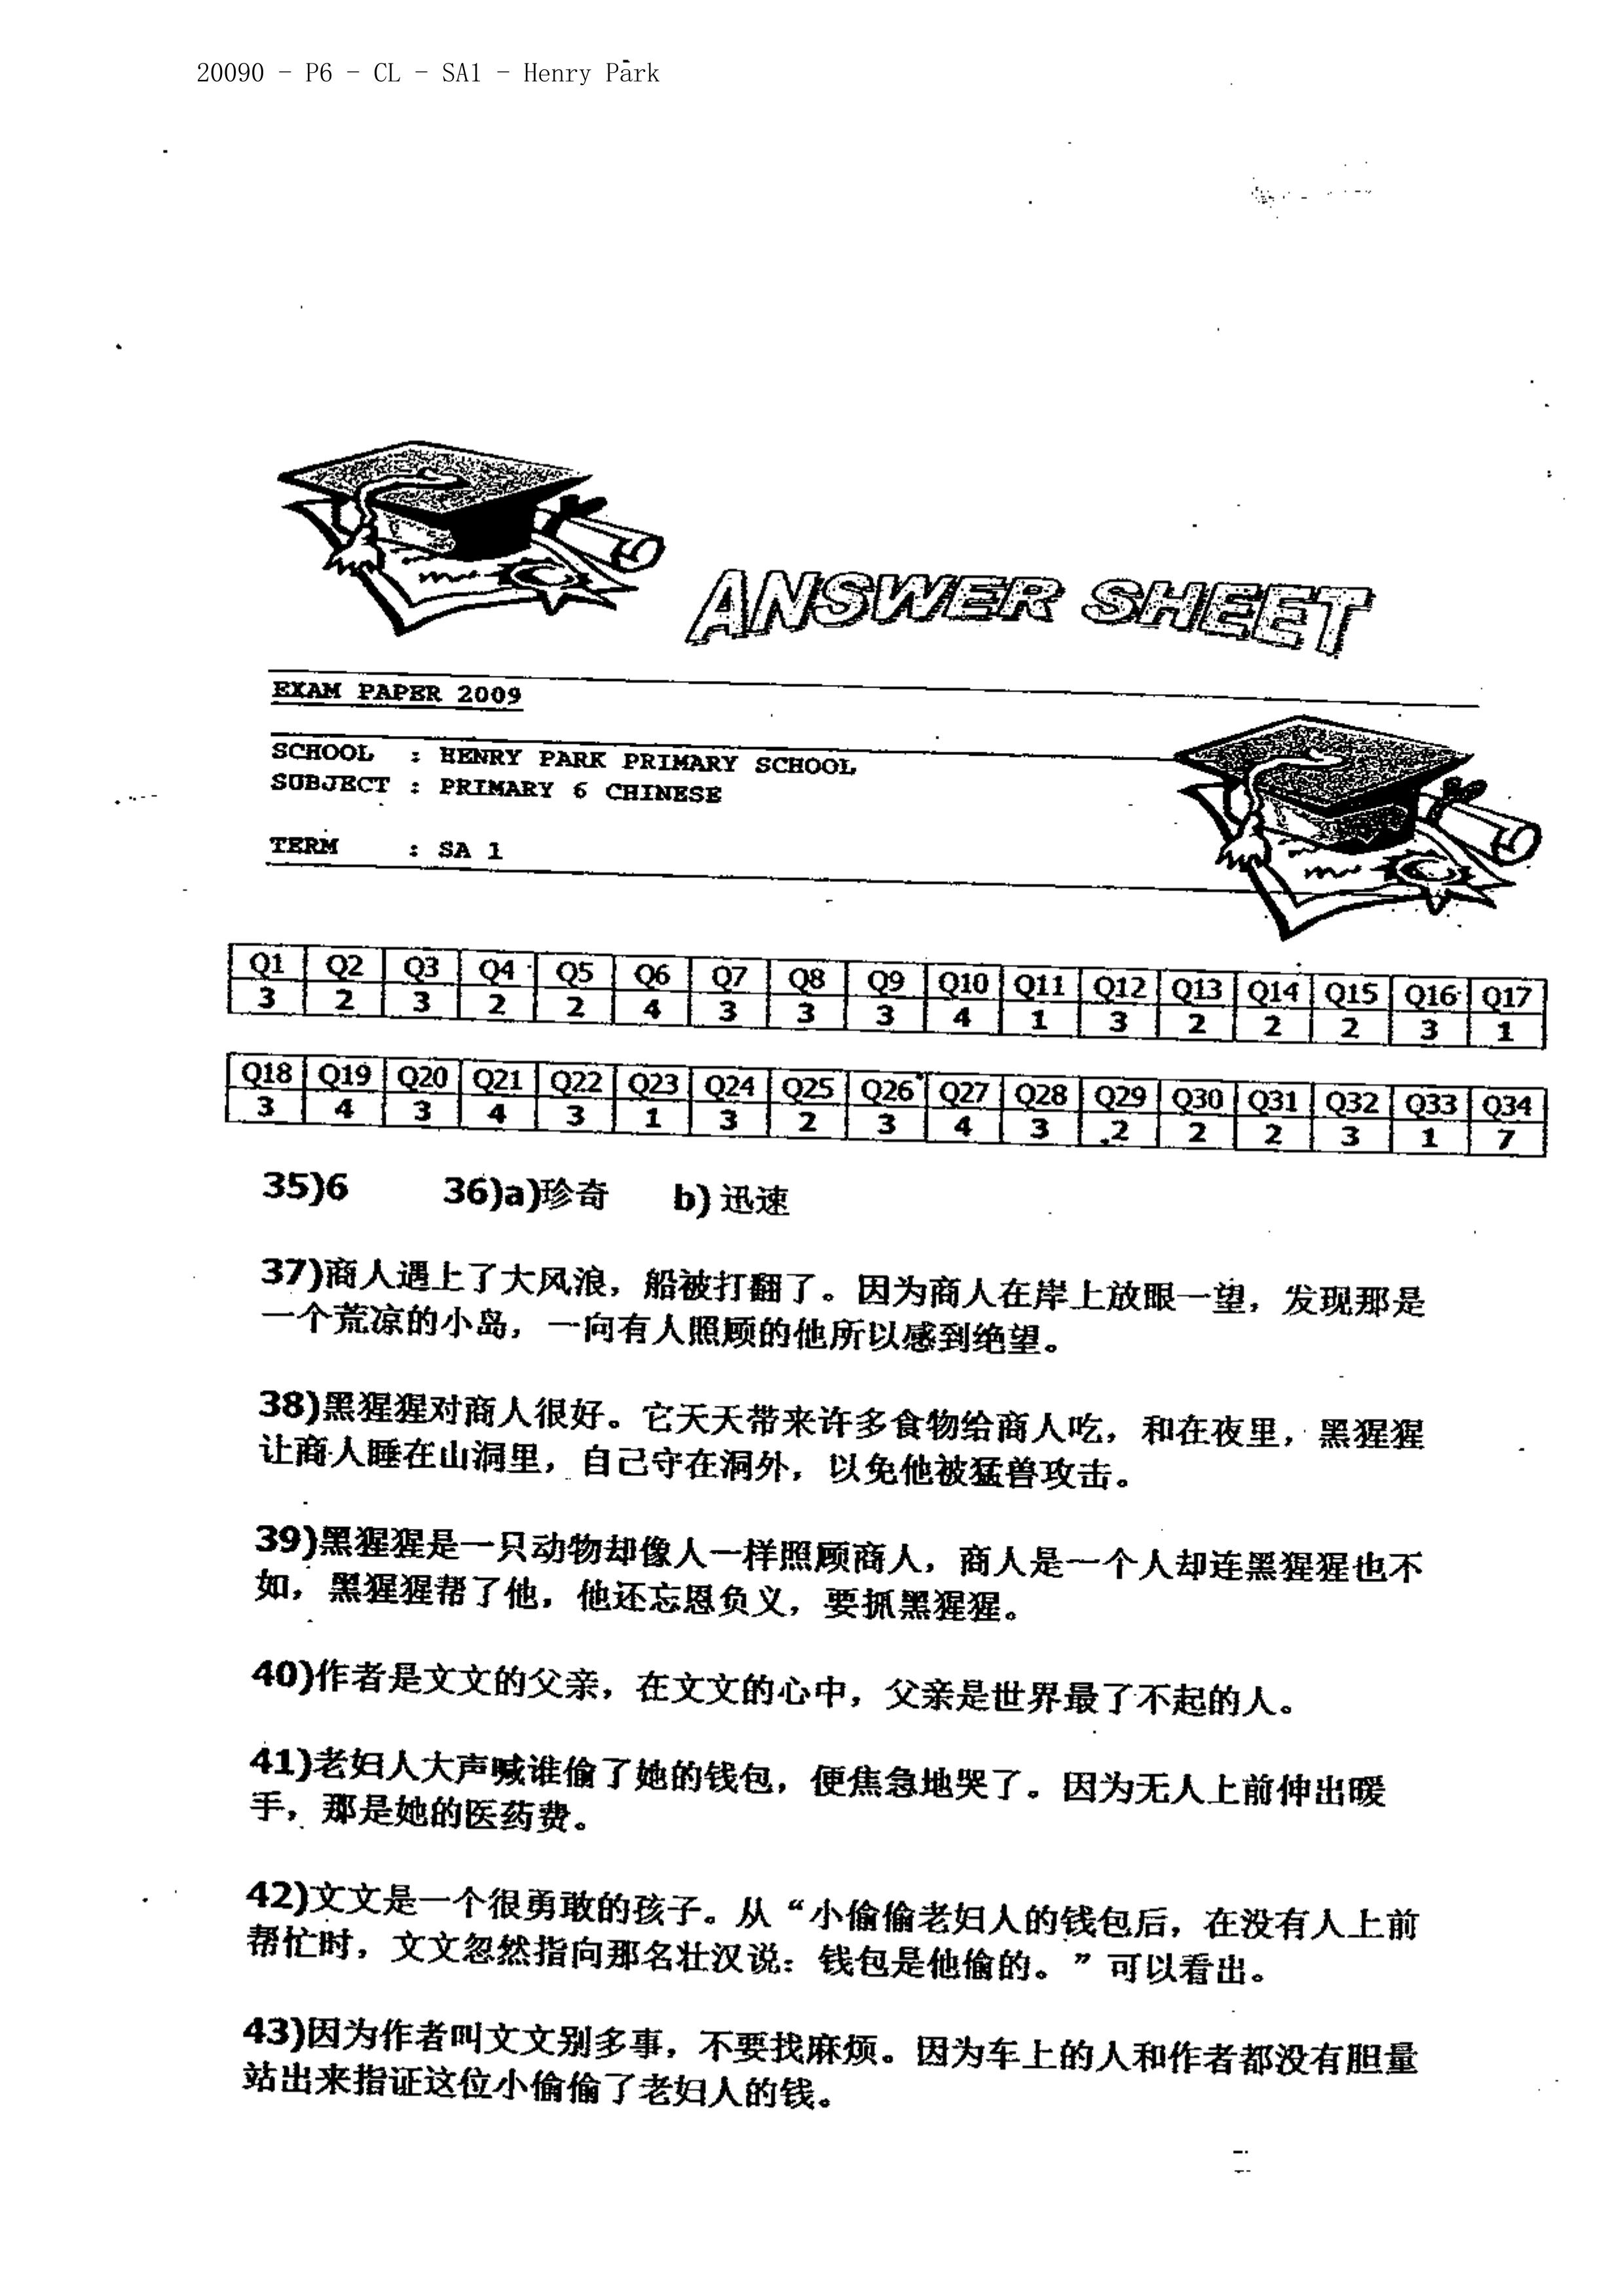 20090 - P6 - CL - SA1 - Henry Park
ANSWER SHEET
EXAM PAPER 2009
SCHOOL : HENRY PARK PRIMARY SCHOOL
SUBJECT : PRIMARY 6 CHINESE
TERM : SA 1
Q1 Q2 Q3 Q4 Q5 Q6 Q7 Q8 Q9 Q10 Q11 Q12 Q13 Q14 Q15 Q16 Q17
3 2 3 2 2 4 3 3 3 4 1 3 2 2 2 3 1
Q18 Q19 Q20 Q21 Q22 Q23 Q24 Q25 Q26 Q27 Q28 Q29 Q30 Q31 Q32 Q33 Q34
3 4 3 4 3 1 3 2 3 4 3 2 2 2 3 1 7
35)6 36)a)珍奇 b) 迅速
37)商人遇上了大风浪，船被打翻了。因为商人在岸上放眼一望，发现那是
一个荒凉的小岛，一向有人照顾的他所以感到绝望。
38)黑猩猩对商人很好。它天天带来许多食物给商人吃，和在夜里，黑猩猩
让商人睡在山洞里，自己守在洞外，以免他被猛兽攻击。
39)黑猩猩是一只动物却像人一样照顾商人，商人是一个人却连黑猩猩也不
如，黑猩猩帮了他，他还忘恩负义，要抓黑猩猩。
40)作者是文文的父亲，在文文的心中，父亲是世界最了不起的人。
41)老妇人大声喊谁偷了她的钱包，便焦急地哭了。因为无人上前伸出暖
手，那是她的医药费。
42)文文是一个很勇敢的孩子。从“小偷偷老妇人的钱包后，在没有人上前
帮忙时，文文忽然指向那名壮汉说：钱包是他偷的。”可以看出。
43)因为作者叫文文别多事，不要找麻烦。因为车上的人和作者都没有胆量
站出来指证这位小偷偷了老妇人的钱。